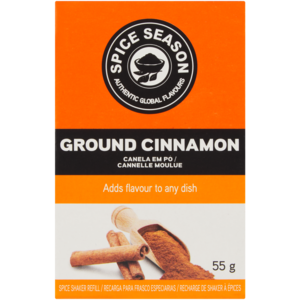 SPICE SEASON
AUTHENTIC GLOBAL FLAVOURS
GROUND CINNAMON
CANELA EM PO /
CANNELLE MOULUE
Adds flavour to any dish
55 g
SPICE SHAKER REFILL / RECARGA PARA FRASCO ESPECIARIAS / RECHARGE DE SHAKER À ÉPICES